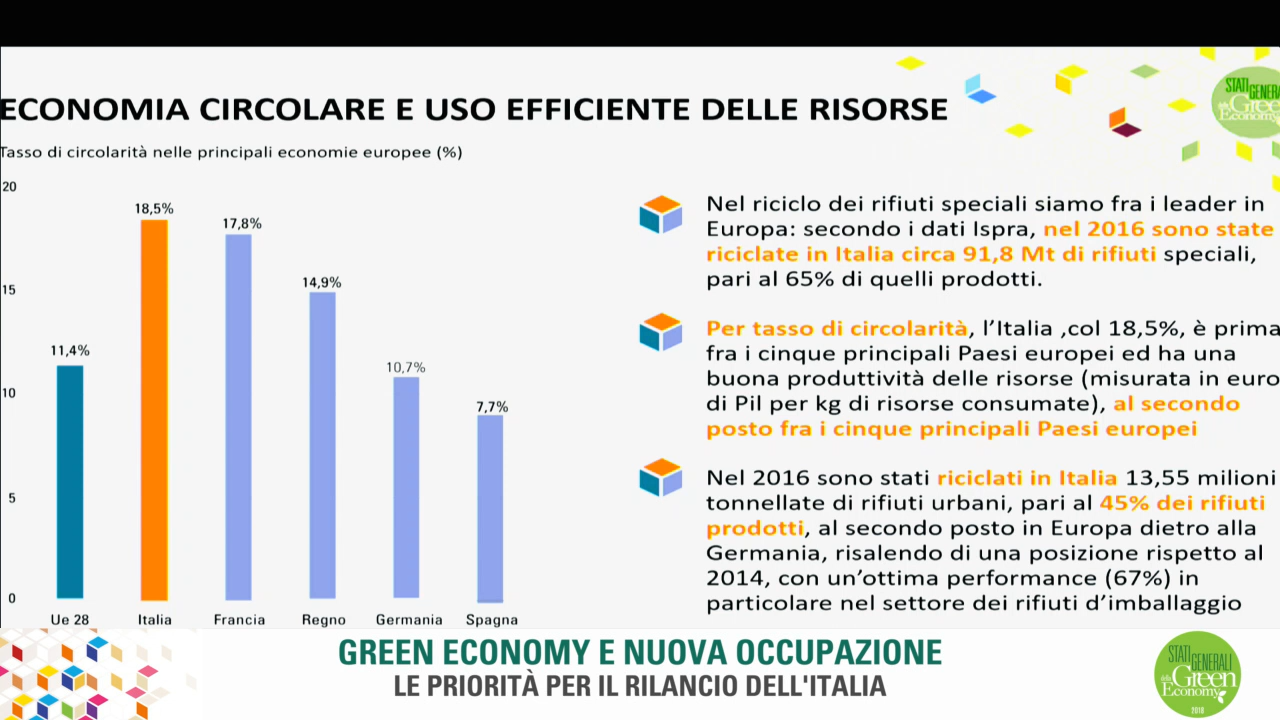 ECONOMIA CIRCOLARE E USO EFFICIENTE DELLE RISORSE
Tasso di circolarità nelle principali economie europee (%)
20
15
10
5
0
11,4%
18,5%
17,8%
14,9%
10,7%
7,7%
Ue 28
Italia
Francia
Regno
Germania
Spagna
Nel riciclo dei rifiuti speciali siamo fra i leader in
Europa: secondo i dati Ispra, nel 2016 sono state
riciclate in Italia circa 91,8 Mt di rifiuti speciali,
pari al 65% di quelli prodotti.
Per tasso di circolarità, l’Italia ,col 18,5%, è prima
fra i cinque principali Paesi europei ed ha una
buona produttività delle risorse (misurata in euro
di Pil per kg di risorse consumate), al secondo
posto fra i cinque principali Paesi europei
Nel 2016 sono stati riciclati in Italia 13,55 milioni
tonnellate di rifiuti urbani, pari al 45% dei rifiuti
prodotti, al secondo posto in Europa dietro alla
Germania, risalendo di una posizione rispetto al
2014, con un’ottima performance (67%) in
particolare nel settore dei rifiuti d’imballaggio
STATI
GENERA
Green
Economy
GREEN ECONOMY E NUOVA OCCUPAZIONE
LE PRIORITÀ PER IL RILANCIO DELL'ITALIA
STATI
GENERALI
della Green
Economy
2018